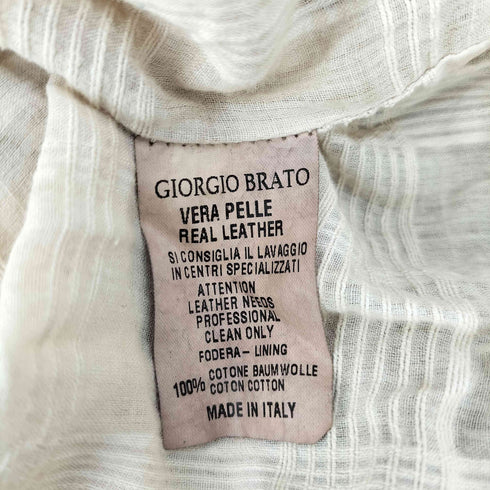 GIORGIO BRATO
VERA PELLE
REAL LEATHER
SI CONSIGLIA IL LAVAGGIO
IN CENTRI SPECIALIZZATI
ATTENTION
LEATHER NEEDS
PROFESSIONAL
CLEAN ONLY
FODERA - LINING
100% COTONE BAUMWOLLE
COTON COTTON
MADE IN ITALY